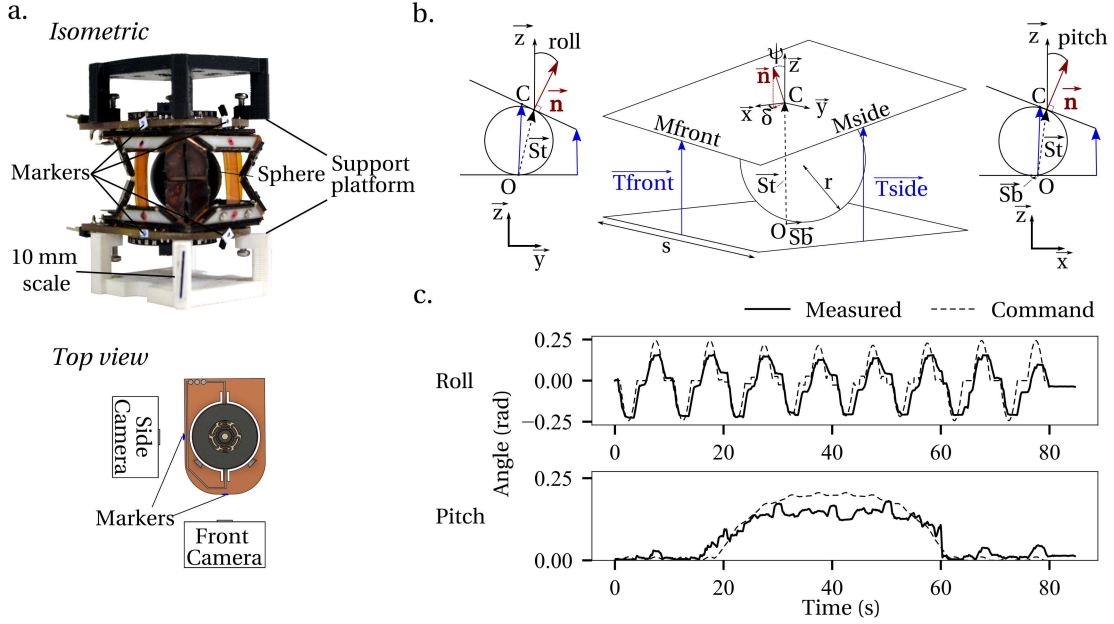 a.
Isometric
Markers
Sphere
Support
platform
10 mm
scale
Top view
Side
Camera
Markers
Front
Camera
b.
z
roll
C
n
St
O
z
y
ψ
n
z
C
x
δ
y
Mfront
Mside
r
Tfront
St
Tside
O
Sb
s
z
pitch
C
n
St
Sb
O
z
x
c.
Measured
Command
Roll
Pitch
Angle (rad)
0.25
0.00
−0.25
0
20
40
60
80
0.25
0.00
0
20
40
60
80
Time (s)